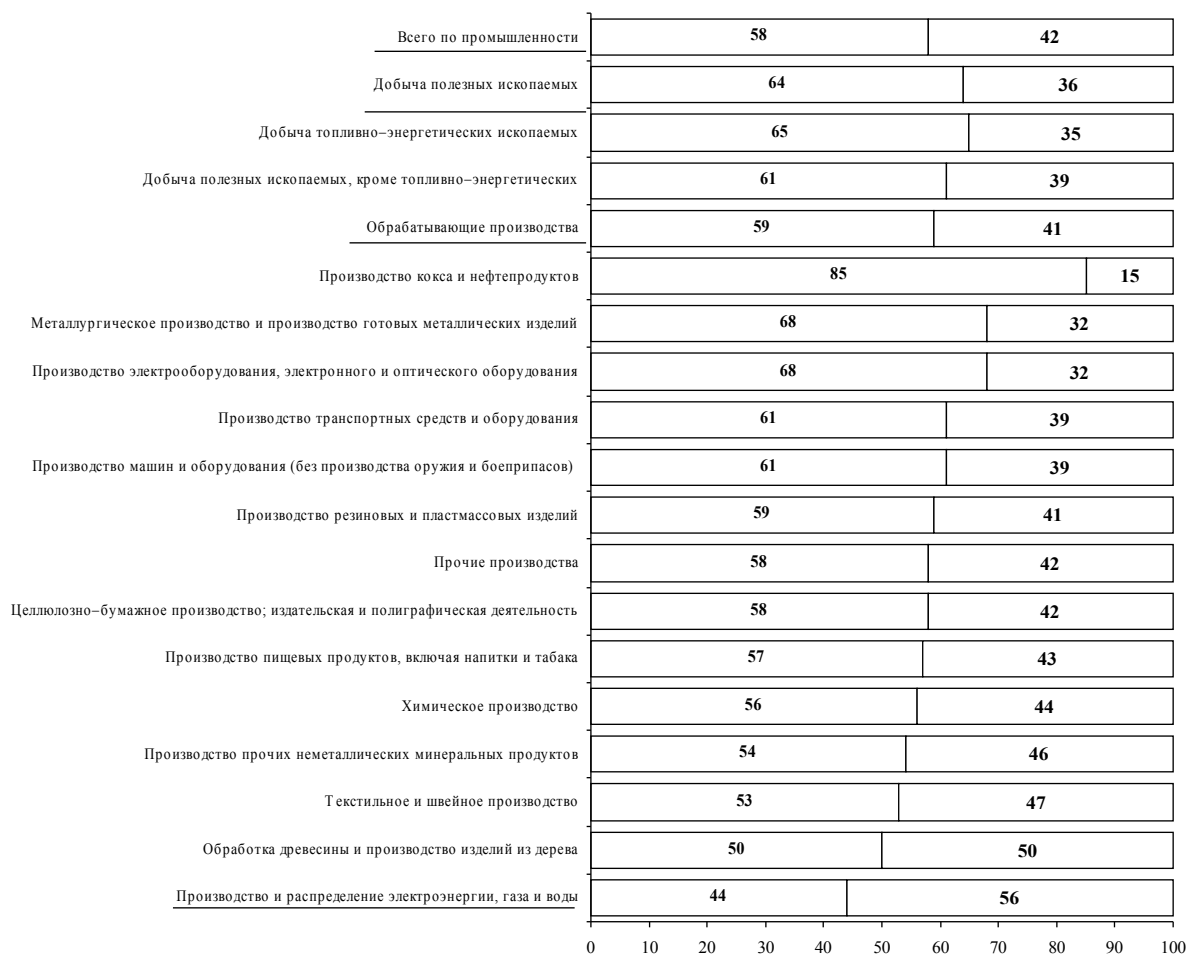 Всего по промышленности 58 42
Добыча полезных ископаемых 64 36
Добыча топливно–энергетических ископаемых 65 35
Добыча полезных ископаемых, кроме топливно–энергетических 61 39
Обрабатывающие производства 59 41
Производство кокса и нефтепродуктов 85 15
Металлургическое производство и производство готовых металлических изделий 68 32
Производство электрооборудования, электронного и оптического оборудования 68 32
Производство транспортных средств и оборудования 61 39
Производство машин и оборудования (без производства оружия и боеприпасов) 61 39
Производство резиновых и пластмассовых изделий 59 41
Прочие производства 58 42
Целлюлозно–бумажное производство; издательская и полиграфическая деятельность 58 42
Производство пищевых продуктов, включая напитки и табака 57 43
Химическое производство 56 44
Производство прочих неметаллических минеральных продуктов 54 46
Текстильное и швейное производство 53 47
Обработка древесины и производство изделий из дерева 50 50
Производство и распределение электроэнергии, газа и воды 44 56
0 10 20 30 40 50 60 70 80 90 100